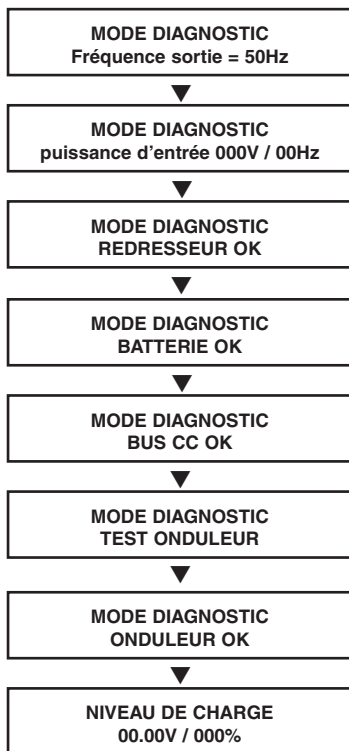 MODE DIAGNOSTIC
Fréquence sortie = 50Hz
MODE DIAGNOSTIC
puissance d'entrée 000V / 00Hz
MODE DIAGNOSTIC
REDRESSEUR OK
MODE DIAGNOSTIC
BATTERIE OK
MODE DIAGNOSTIC
BUS CC OK
MODE DIAGNOSTIC
TEST ONDULEUR
MODE DIAGNOSTIC
ONDULEUR OK
NIVEAU DE CHARGE
00.00V / 000%